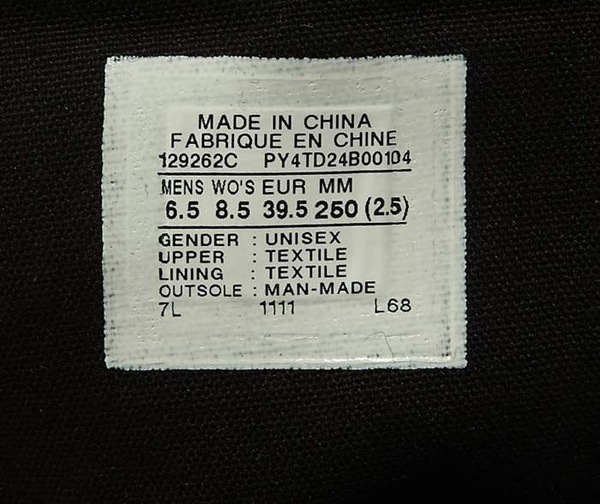 MADE IN CHINA
FABRIQUE EN CHINE
129262C PY4TD24B00104
MENS WO'S EUR MM
6.5 8.5 39.5 250 (2.5)
GENDER : UNISEX
UPPER : TEXTILE
LINING : TEXTILE
OUTSOLE : MAN-MADE
7L 1111 L68